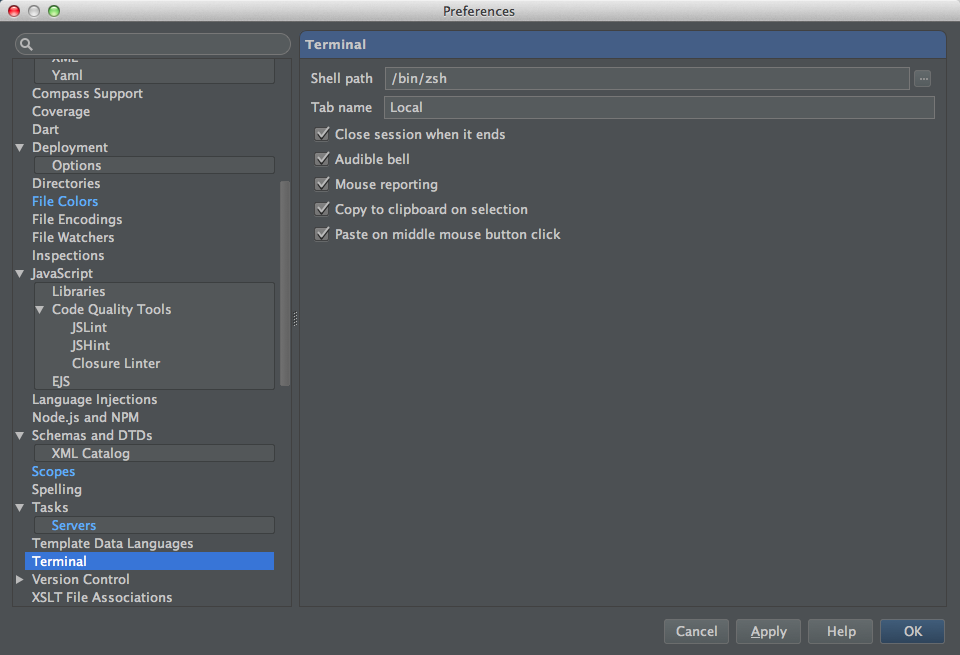 Preferences
XML
Yaml
Compass Support
Coverage
Dart
Deployment
Options
Directories
File Colors
File Encodings
File Watchers
Inspections
JavaScript
Libraries
Code Quality Tools
JSLint
JSHint
Closure Linter
EJS
Language Injections
Node.js and NPM
Schemas and DTDs
XML Catalog
Scopes
Spelling
Tasks
Servers
Template Data Languages
Terminal
Version Control
XSLT File Associations
Terminal
Shell path /bin/zsh ...
Tab name Local
Close session when it ends
Audible bell
Mouse reporting
Copy to clipboard on selection
Paste on middle mouse button click
Cancel Apply Help OK